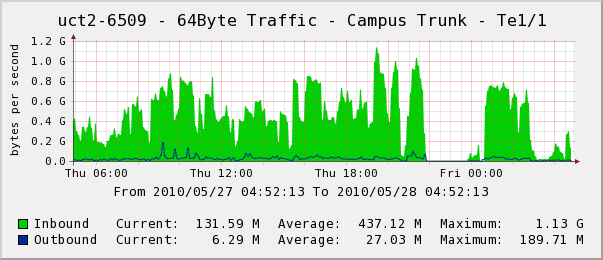 uct2-6509 - 64Byte Traffic - Campus Trunk - Te1/1
bytes per second
1.2 G
1.0 G
0.8 G
0.6 G
0.4 G
0.2 G
0.0
Thu 06:00 Thu 12:00 Thu 18:00 Fri 00:00
From 2010/05/27 04:52:13 To 2010/05/28 04:52:13
Inbound Current: 131.59 M Average: 437.12 M Maximum: 1.13 G
Outbound Current: 6.29 M Average: 27.03 M Maximum: 189.71 M